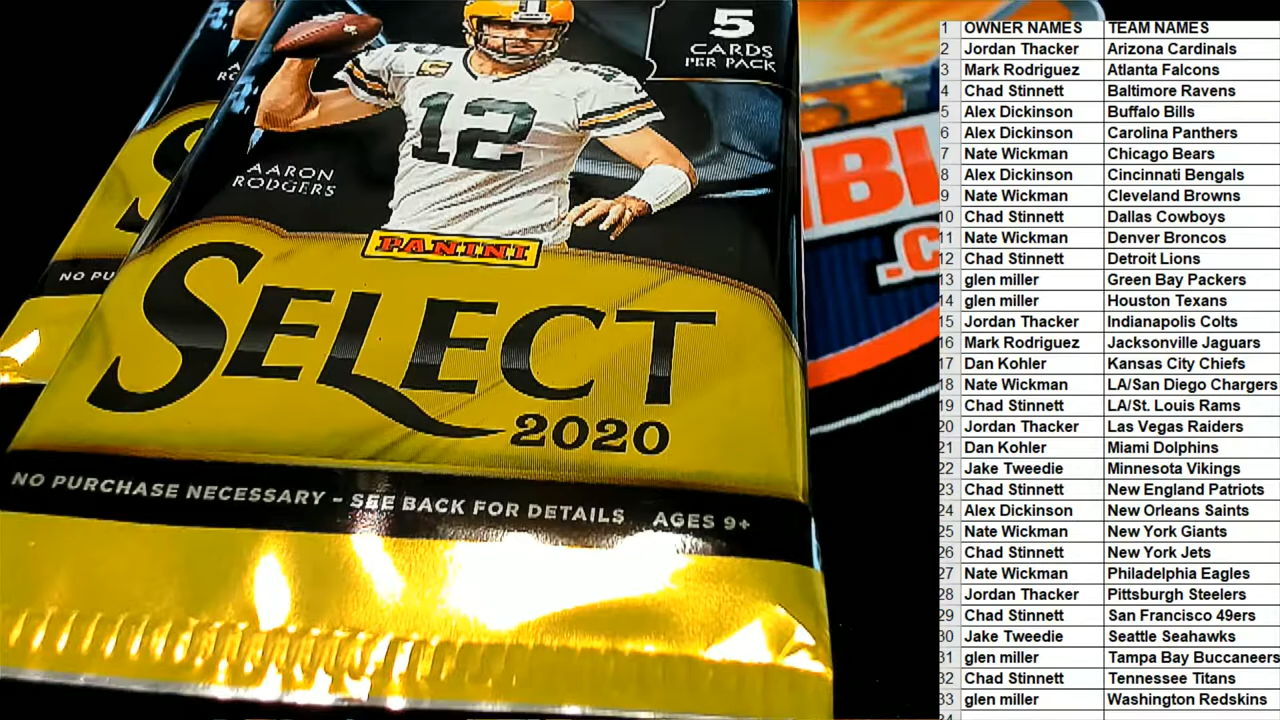 5
CARDS
PER PACK
12
AARON
RODGERS
PANINI
SELECT
2020
NO PURCHASE NECESSARY – SEE BACK FOR DETAILS AGES 9+
NO PU
1 OWNER NAMES TEAM NAMES
2 Jordan Thacker Arizona Cardinals
3 Mark Rodriguez Atlanta Falcons
4 Chad Stinnett Baltimore Ravens
5 Alex Dickinson Buffalo Bills
6 Alex Dickinson Carolina Panthers
7 Nate Wickman Chicago Bears
8 Alex Dickinson Cincinnati Bengals
9 Nate Wickman Cleveland Browns
10 Chad Stinnett Dallas Cowboys
11 Nate Wickman Denver Broncos
12 Chad Stinnett Detroit Lions
13 glen miller Green Bay Packers
14 glen miller Houston Texans
15 Jordan Thacker Indianapolis Colts
16 Mark Rodriguez Jacksonville Jaguars
17 Dan Kohler Kansas City Chiefs
18 Nate Wickman LA/San Diego Chargers
19 Chad Stinnett LA/St. Louis Rams
20 Jordan Thacker Las Vegas Raiders
21 Dan Kohler Miami Dolphins
22 Jake Tweedie Minnesota Vikings
23 Chad Stinnett New England Patriots
24 Alex Dickinson New Orleans Saints
25 Nate Wickman New York Giants
26 Chad Stinnett New York Jets
27 Nate Wickman Philadelphia Eagles
28 Jordan Thacker Pittsburgh Steelers
29 Chad Stinnett San Francisco 49ers
30 Jake Tweedie Seattle Seahawks
31 glen miller Tampa Bay Buccaneers
32 Chad Stinnett Tennessee Titans
33 glen miller Washington Redskins